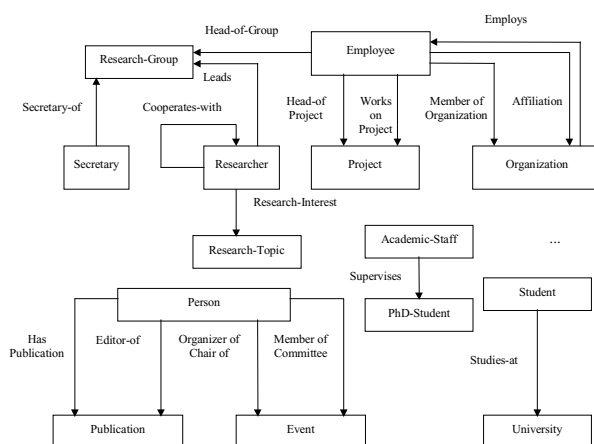 Employs
Head-of-Group
Employee
Research-Group
Leads
Secretary-of
Cooperates-with
Head-of
Project
Works
on
Project
Member of
Organization
Affiliation
Secretary
Researcher
Project
Organization
Research-Interest
Research-Topic
Academic-Staff
...
Supervises
Person
PhD-Student
Student
Has
Publication
Editor-of
Organizer of
Chair of
Member of
Committee
Studies-at
Publication
Event
University